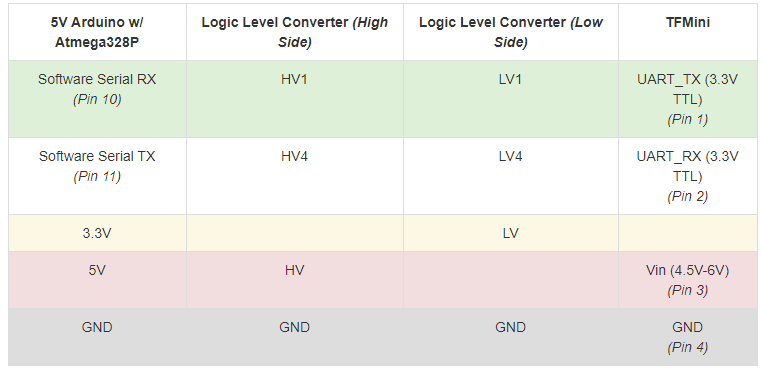 5V Arduino w/
Atmega328P
Logic Level Converter (High
Side)
Logic Level Converter (Low
Side)
TFMini
Software Serial RX
(Pin 10)
HV1
LV1
UART_TX (3.3V
TTL)
(Pin 1)
Software Serial TX
(Pin 11)
HV4
LV4
UART_RX (3.3V
TTL)
(Pin 2)
3.3V
LV
5V
HV
Vin (4.5V-6V)
(Pin 3)
GND
GND
GND
GND
(Pin 4)